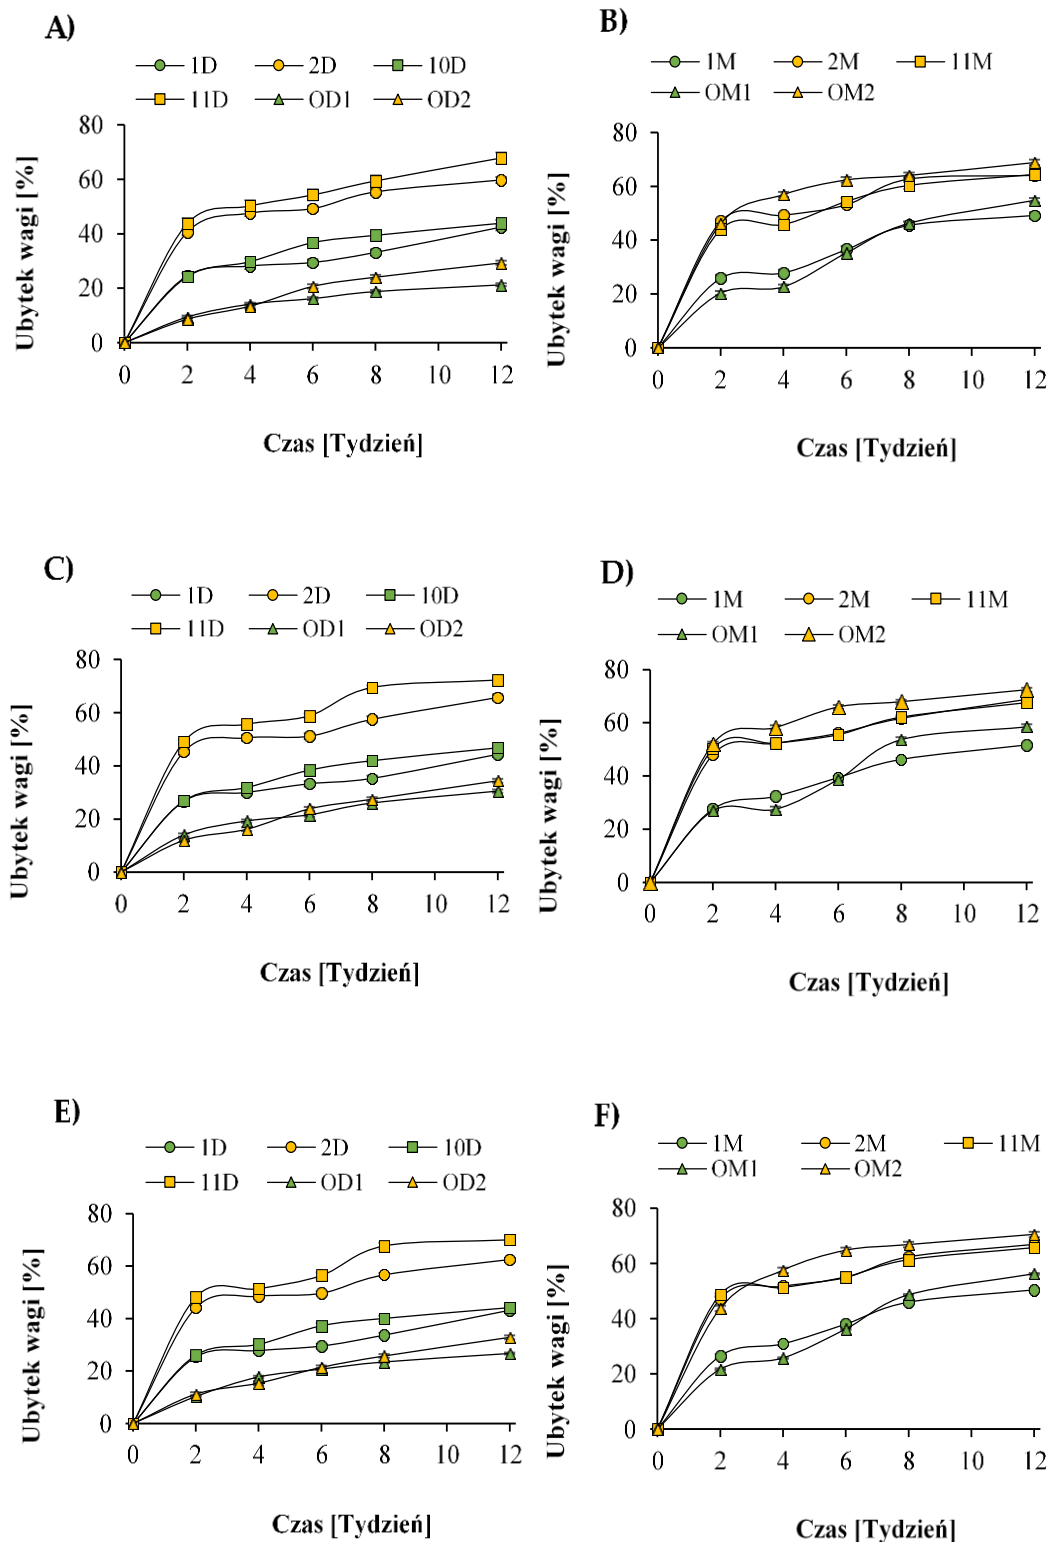 A)
1D 2D 10D
11D OD1 OD2
80
60
40
20
0
0 2 4 6 8 10 12
Ubytek wagi [%]
Czas [Tydzień]
B)
1M 2M 11M
OM1 OM2
80
60
40
20
0
0 2 4 6 8 10 12
Ubytek wagi [%]
Czas [Tydzień]
C)
1D 2D 10D
11D OD1 OD2
80
60
40
20
0
0 2 4 6 8 10 12
Ubytek wagi [%]
Czas [Tydzień]
D)
1M 2M 11M
OM1 OM2
80
60
40
20
0
0 2 4 6 8 10 12
Ubytek wagi [%]
Czas [Tydzień]
E)
1D 2D 10D
11D OD1 OD2
80
60
40
20
0
0 2 4 6 8 10 12
Ubytek wagi [%]
Czas [Tydzień]
F)
1M 2M 11M
OM1 OM2
80
60
40
20
0
0 2 4 6 8 10 12
Ubytek wagi [%]
Czas [Tydzień]